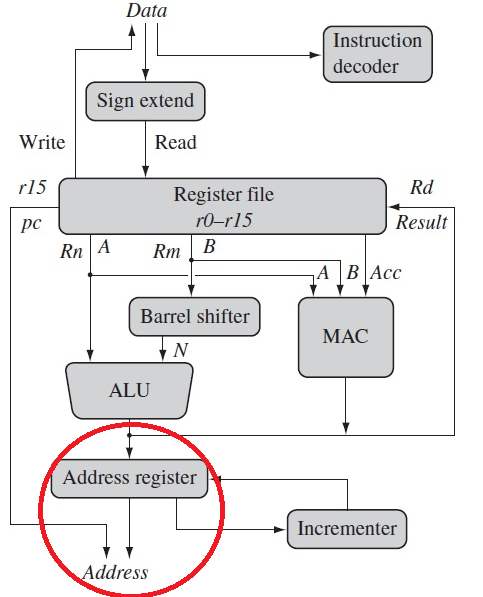 Data
Instruction
decoder
Sign extend
Write
Read
r15
Register file
Rd
pc
r0–r15
Result
Rn
A
Rm
B
A
B
Acc
Barrel shifter
MAC
N
ALU
Address register
Incrementer
Address